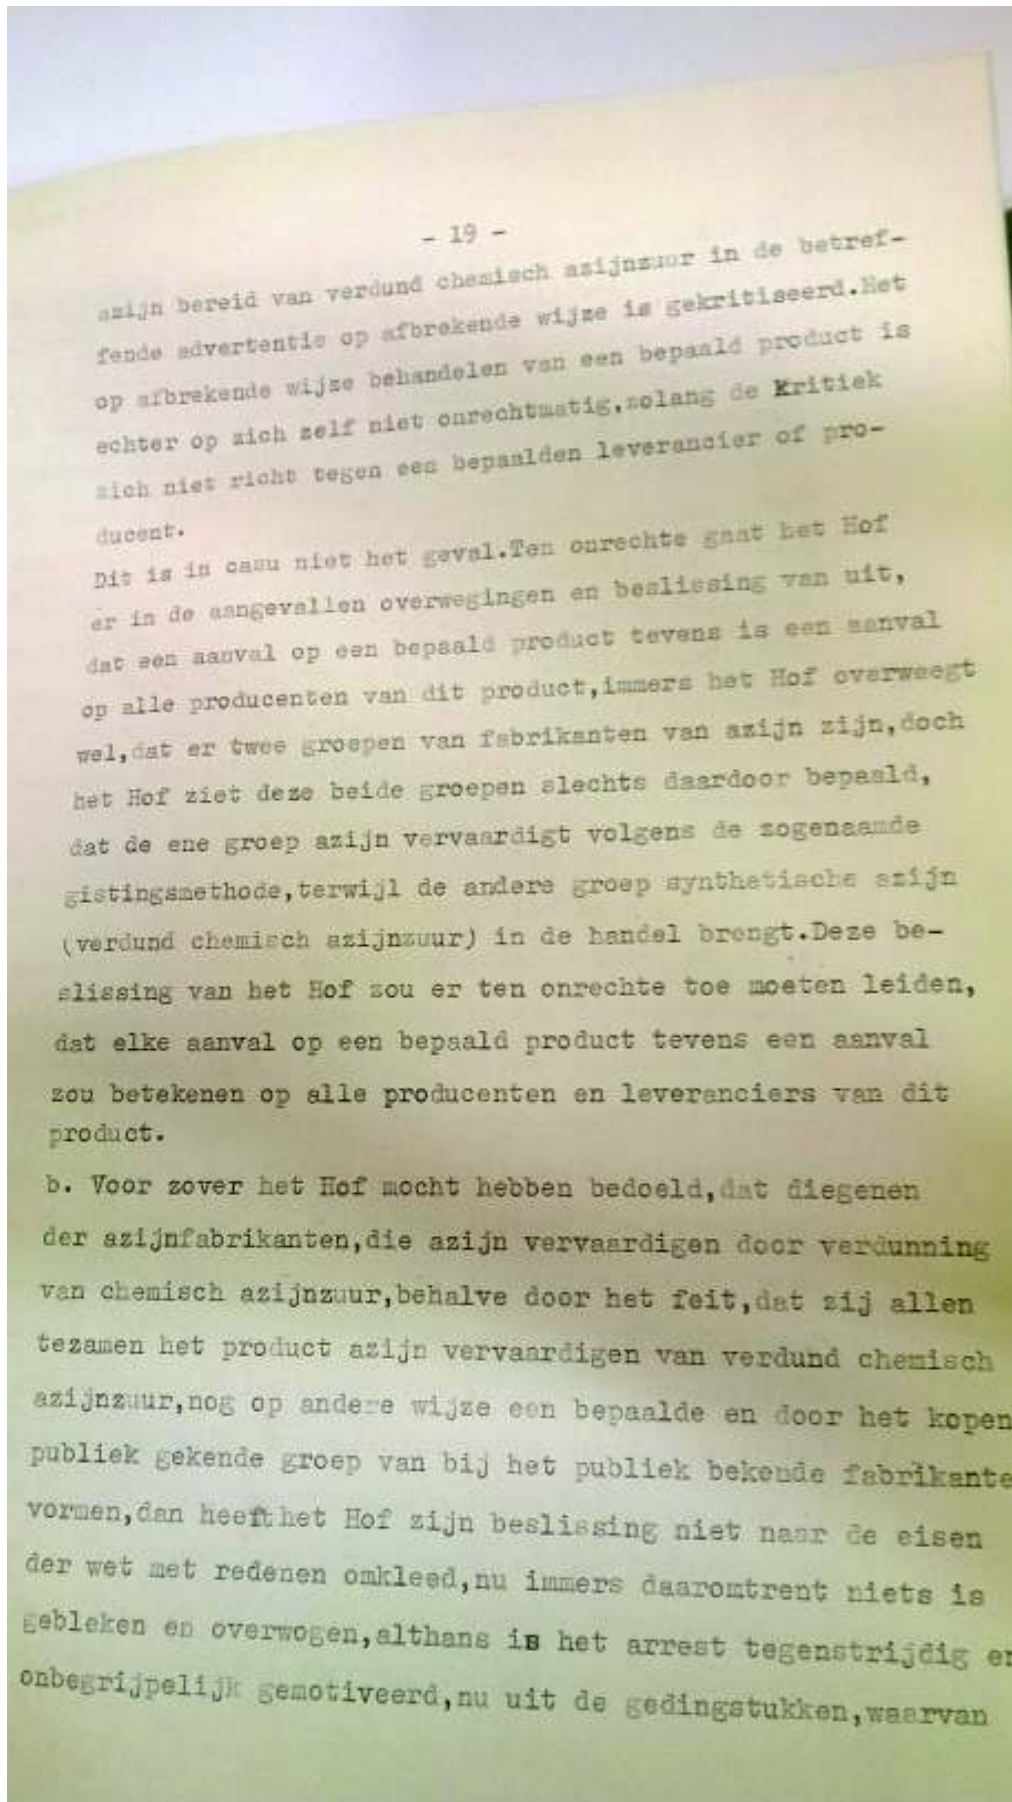 - 19 -
azijn bereid van verdund chemisch azijnzuur in de betref-
fende advertentie op afbrekende wijze is gekritiseerd.Het
op afbrekende wijze behandelen van een bepaald product is
echter op zich zelf niet onrechtmatig,zolang de Kritiek
zich niet richt tegen een bepaalden leverancier of pro-
ducent.
Dit is in casu niet het geval.Ten onrechte gaat het Hof
er in de aangevallen overwegingen en beslissing van uit,
dat een aanval op een bepaald product tevens is een aanval
op alle producenten van dit product,immers het Hof overweegt
wel,dat er twee groepen van fabrikanten van azijn zijn,doch
het Hof ziet deze beide groepen slechts daardoor bepaald,
dat de ene groep azijn vervaardigt volgens de zogenaamde
gistingsmethode,terwijl de andere groep synthetische azijn
(verdund chemisch azijnzuur) in de handel brengt.Deze be-
slissing van het Hof zou er ten onrechte toe moeten leiden,
dat elke aanval op een bepaald product tevens een aanval
zou betekenen op alle producenten en leveranciers van dit
product.
b. Voor zover het Hof mocht hebben bedoeld,dat diegenen
der azijnfabrikanten,die azijn vervaardigen door verdunning
van chemisch azijnzuur,behalve door het feit,dat zij allen
tezamen het product azijn vervaardigen van verdund chemisch
azijnzuur,nog op andere wijze een bepaalde en door het kopen
publiek gekende groep van bij het publiek bekende fabrikante
vormen,dan heeft het Hof zijn beslissing niet naar de eisen
der wet met redenen omkleed,nu immers daaromtrent niets is
gebleken en overwogen,althans is het arrest tegenstrijdig en
onbegrijpelijk gemotiveerd,nu uit de gedingstukken,waarvan